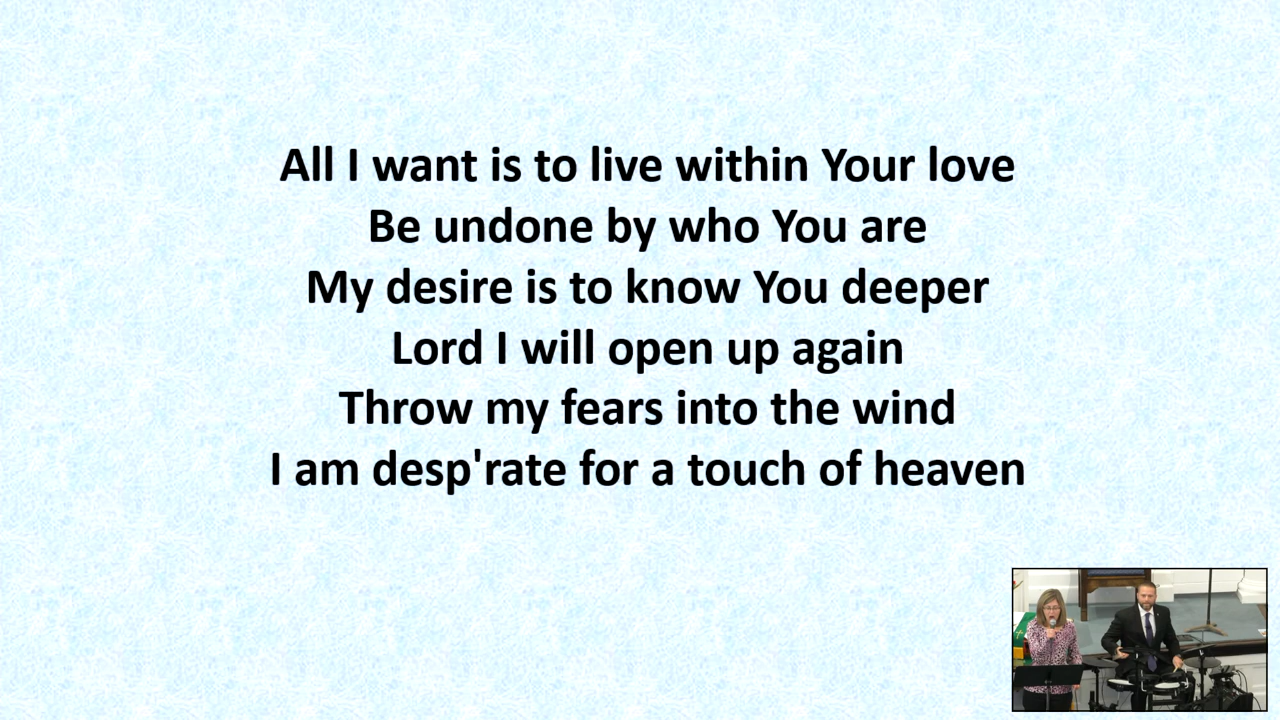 All I want is to live within Your love
Be undone by who You are
My desire is to know You deeper
Lord I will open up again
Throw my fears into the wind
I am desp'rate for a touch of heaven